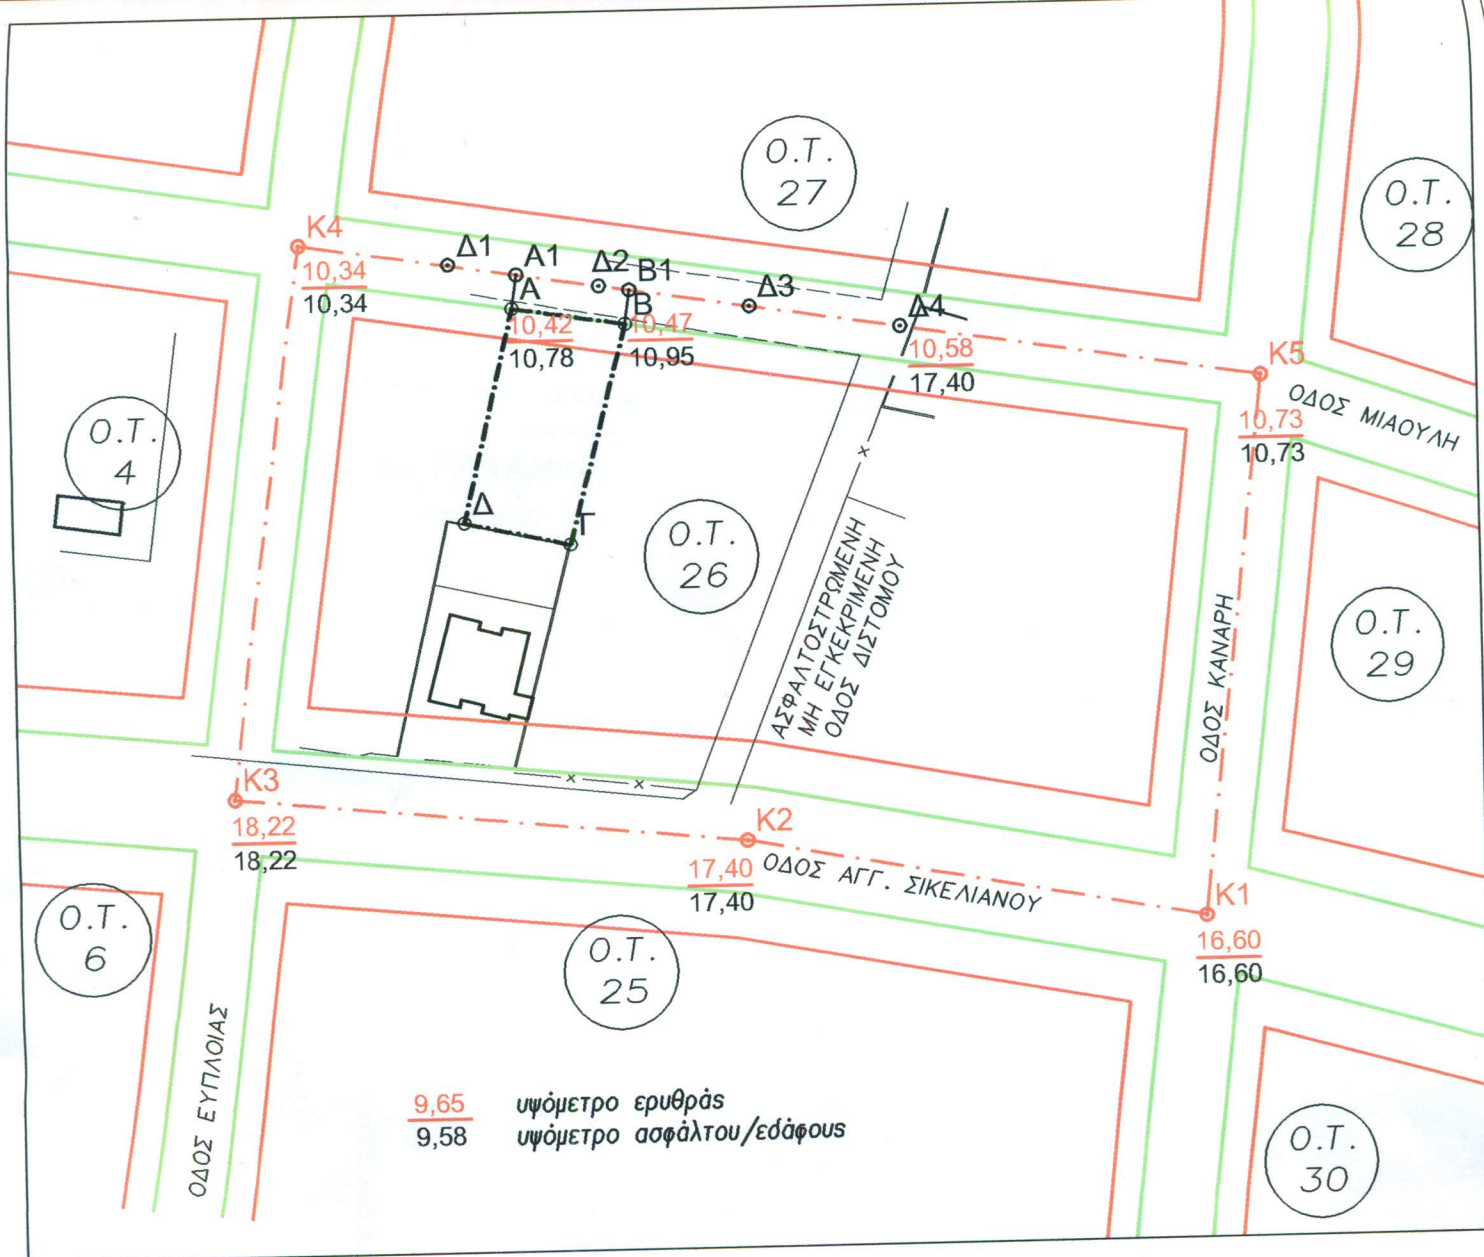 Ο.Τ.
27
Ο.Τ.
28
Κ4
10,34
10,34
Δ1
Α1
Α
10,42
10,78
Δ2
Β1
Β
10,47
10,95
Δ3
Δ4
10,58
17,40
Κ5
10,73
10,73
ΟΔΟΣ ΜΙΑΟΥΛΗ
Ο.Τ.
4
Δ
Γ
Ο.Τ.
26
ΑΣΦΑΛΤΟΣΤΡΩΜΕΝΗ
ΜΗ ΕΓΚΕΚΡΙΜΕΝΗ
ΟΔΟΣ ΔΙΣΤΟΜΟΥ
ΟΔΟΣ ΚΑΝΑΡΗ
Ο.Τ.
29
Κ3
18,22
18,22
Κ2
17,40
17,40
ΟΔΟΣ ΑΓΓ. ΣΙΚΕΛΙΑΝΟΥ
Κ1
16,60
16,60
Ο.Τ.
6
Ο.Τ.
25
ΟΔΟΣ ΕΥΠΛΟΙΑΣ
9,65 υψόμετρο ερυθράς
9,58 υψόμετρο ασφάλτου/εδάφους
Ο.Τ.
30